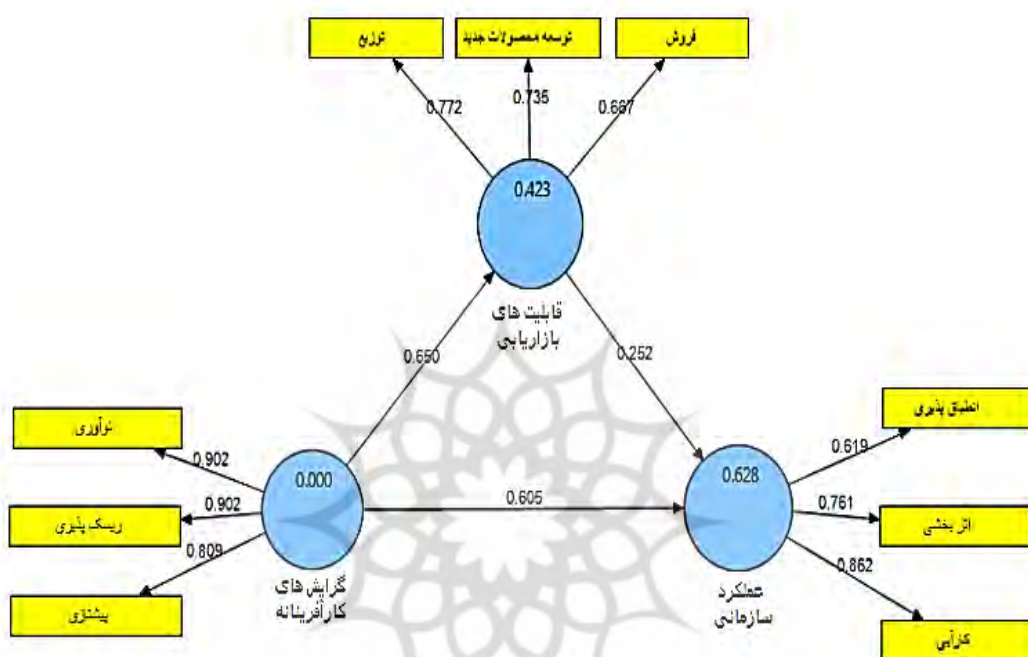 توزیع
توسعه محصولات جدید
فروش
0.772
0.735
0.667
0.423
قابلیت های
بازاریابی
0.650
0.252
نوآوری
ریسک پذیری
پیشتازی
0.902
0.902
0.809
0.000
گرایش های
کارآفرینانه
0.605
0.628
عملکرد
سازمانی
0.619
0.761
0.862
انطباق پذیری
اثر بخشی
کارآیی